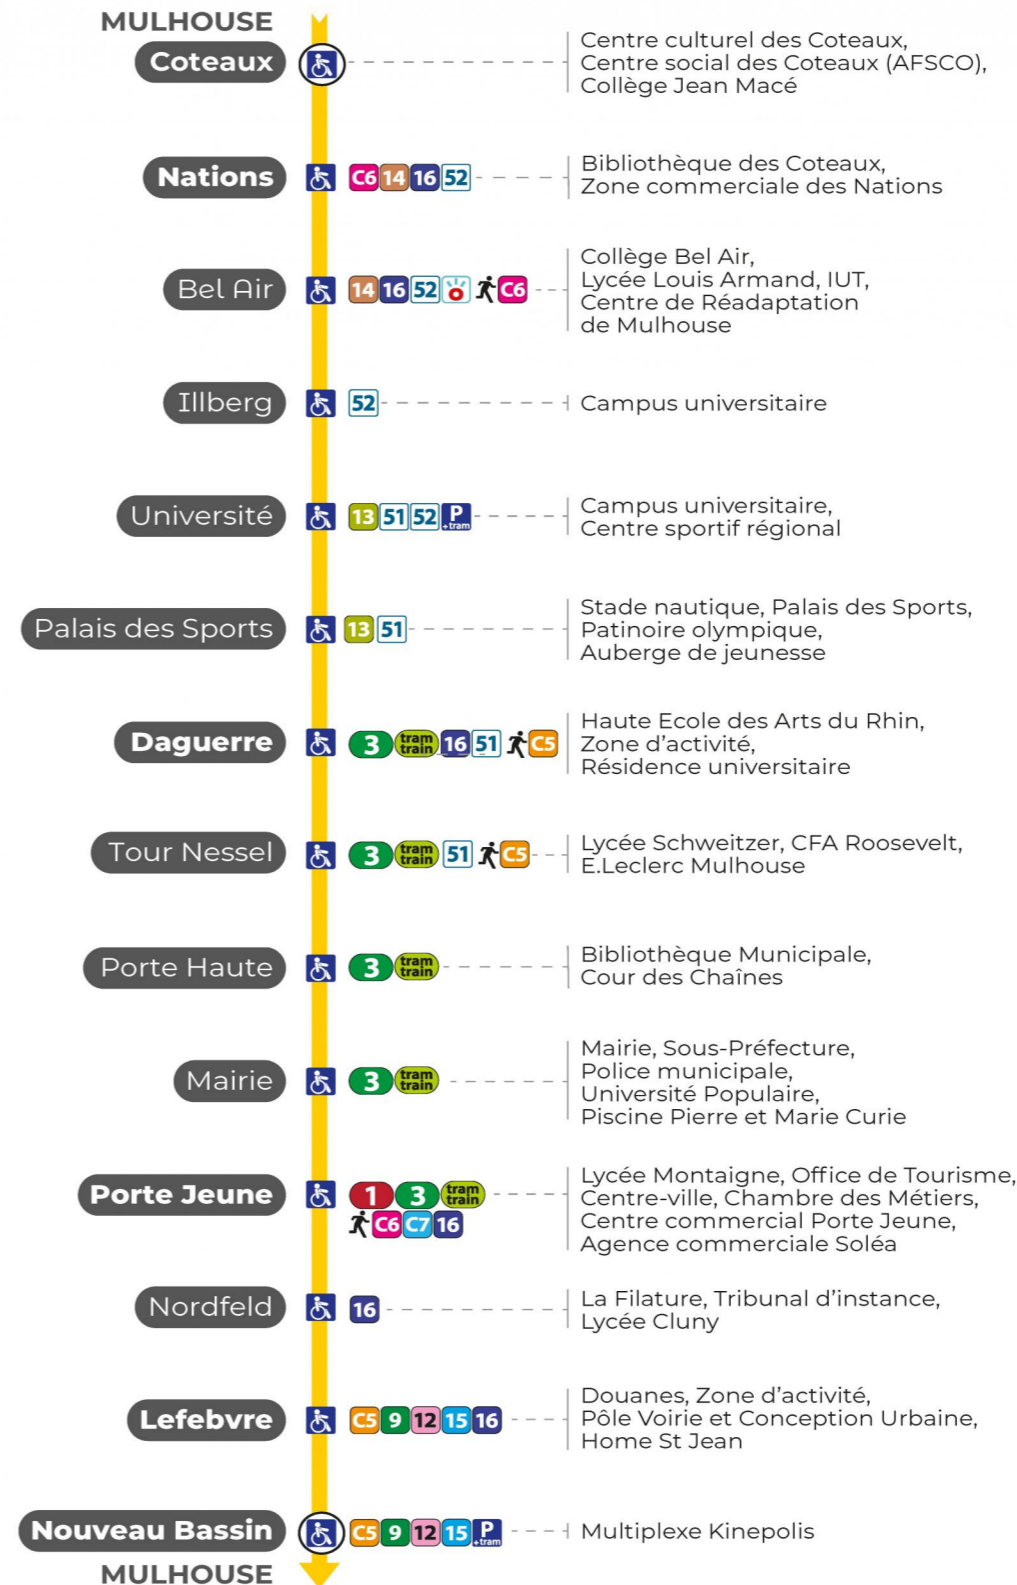 MULHOUSE
Coteaux
Centre culturel des Coteaux,
Centre social des Coteaux (AFSCO),
Collège Jean Macé
Nations
C6 14 16 52
Bibliothèque des Coteaux,
Zone commerciale des Nations
Bel Air
14 16 52 C6
Collège Bel Air,
Lycée Louis Armand, IUT,
Centre de Réadaptation
de Mulhouse
Illberg
52
Campus universitaire
Université
13 51 52 P +tram
Campus universitaire,
Centre sportif régional
Palais des Sports
13 51
Stade nautique, Palais des Sports,
Patinoire olympique,
Auberge de jeunesse
Daguerre
3 tram train 16 51 C5
Haute Ecole des Arts du Rhin,
Zone d'activité,
Résidence universitaire
Tour Nessel
3 tram train 51 C5
Lycée Schweitzer, CFA Roosevelt,
E.Leclerc Mulhouse
Porte Haute
3 tram train
Bibliothèque Municipale,
Cour des Chaînes
Mairie
3 tram train
Mairie, Sous-Préfecture,
Police municipale,
Université Populaire,
Piscine Pierre et Marie Curie
Porte Jeune
1 3 tram train
C6 C7 16
Lycée Montaigne, Office de Tourisme,
Centre-ville, Chambre des Métiers,
Centre commercial Porte Jeune,
Agence commerciale Soléa
Nordfeld
16
La Filature, Tribunal d'instance,
Lycée Cluny
Lefebvre
C5 9 12 15 16
Douanes, Zone d'activité,
Pôle Voirie et Conception Urbaine,
Home St Jean
Nouveau Bassin
C5 9 12 15 P +tram
Multiplexe Kinepolis
MULHOUSE